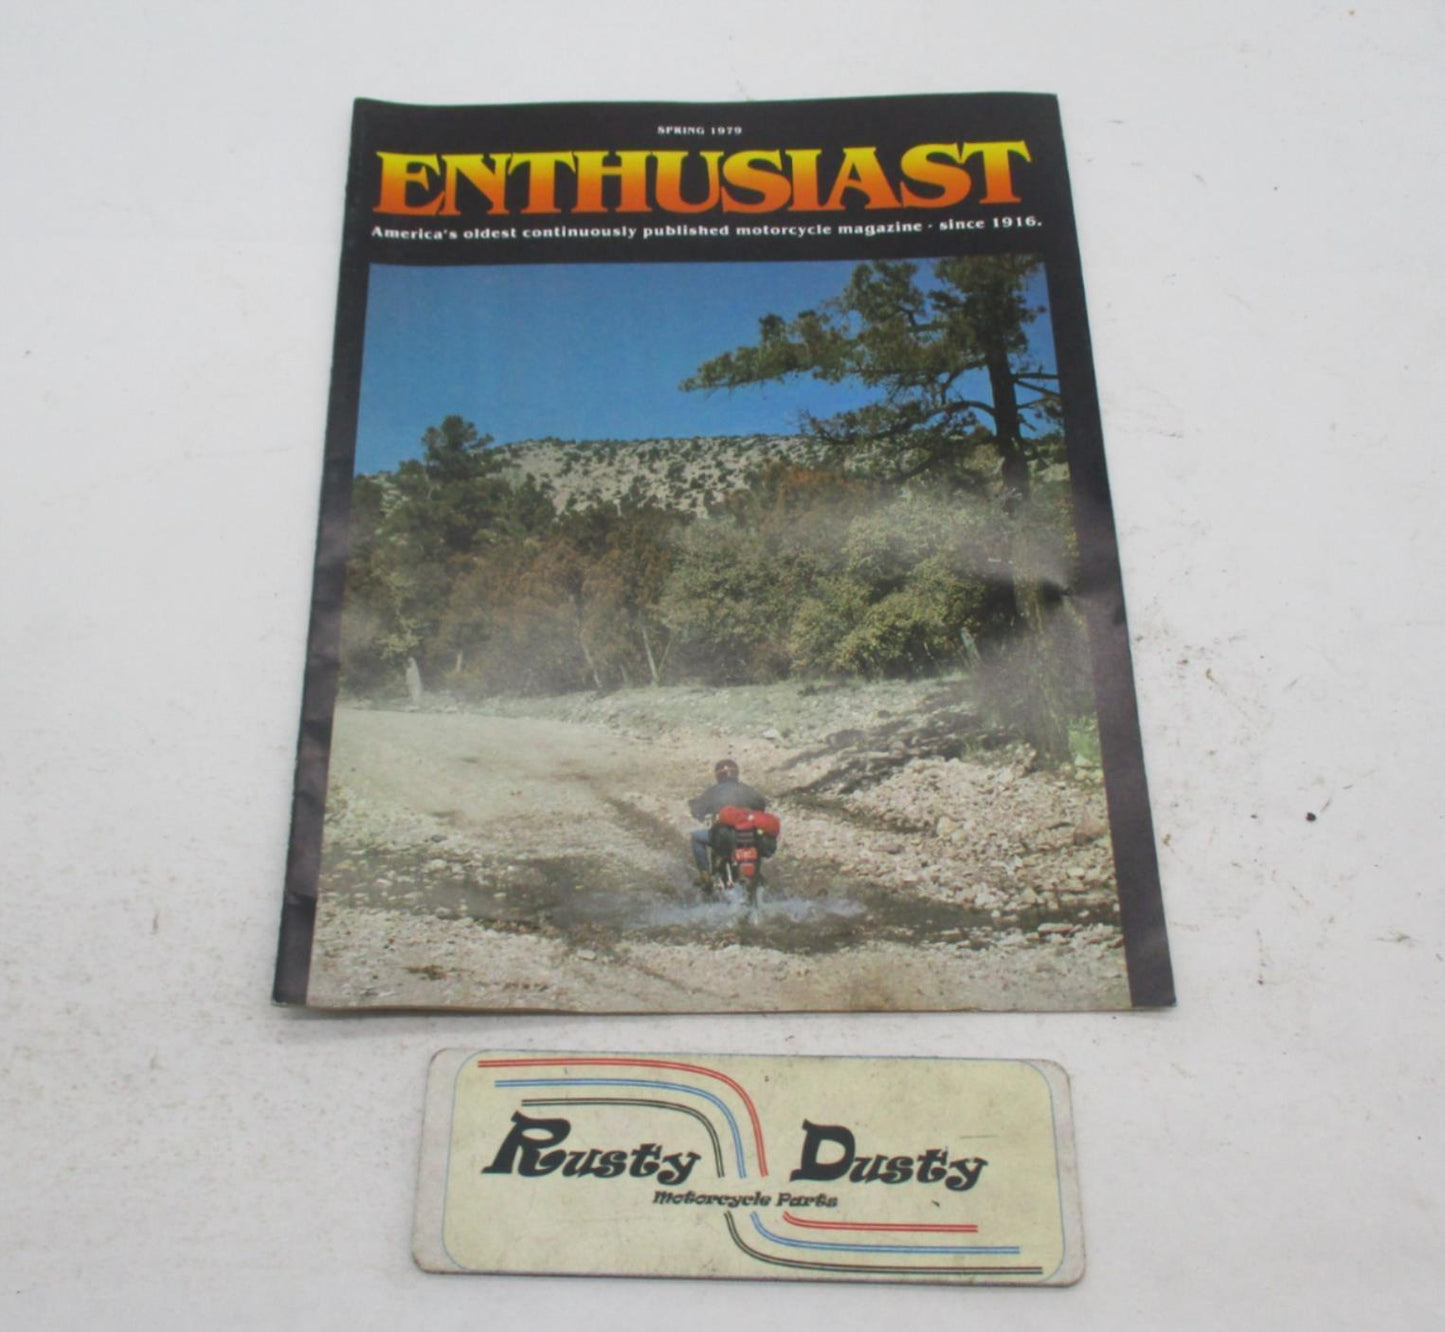 SPRING 1979
ENTHUSIAST
America's oldest continuously published motorcycle magazine · since 1916.
Rusty Dusty
Motorcycle Parts